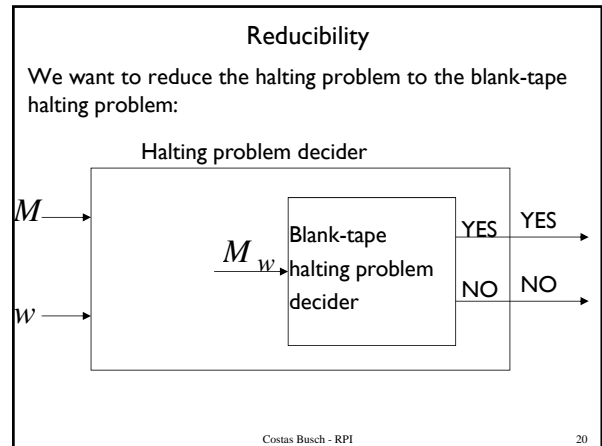 Reducibility
We want to reduce the halting problem to the blank-tape
halting problem:
Halting problem decider
M
w
M w
Blank-tape
halting problem
decider
YES YES
NO NO
Costas Busch - RPI 20